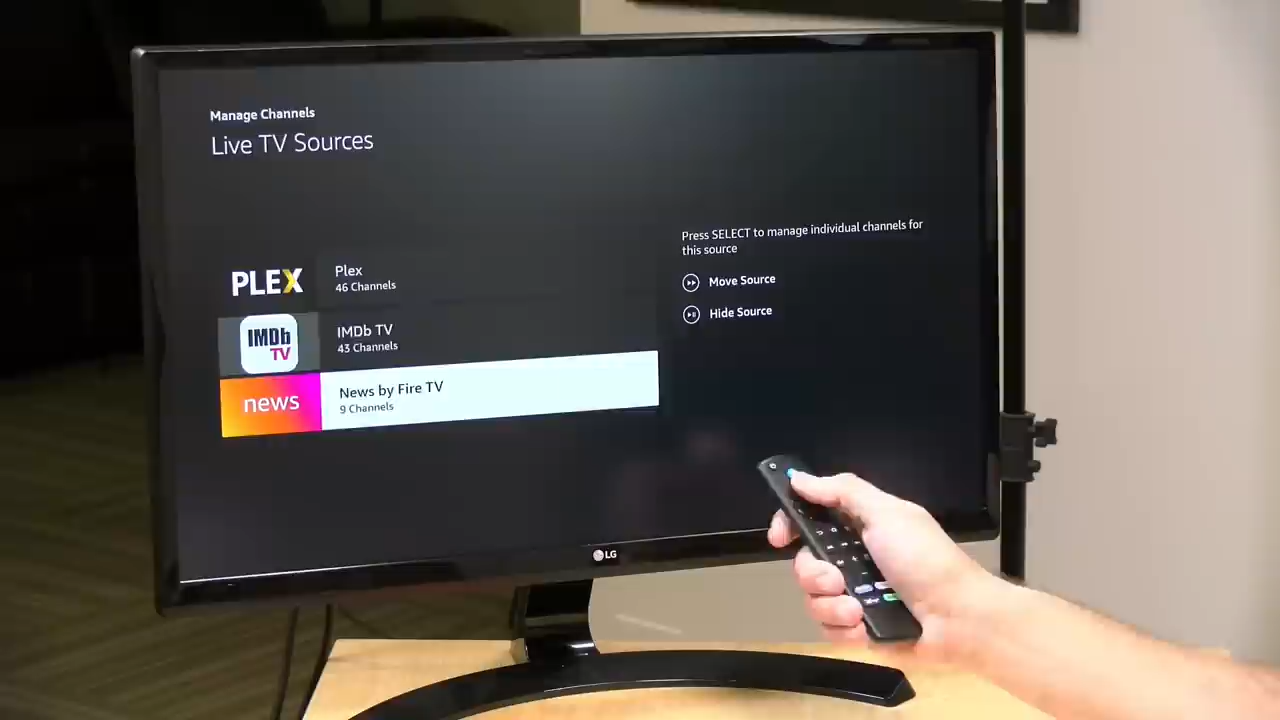 Manage Channels
Live TV Sources
Press SELECT to manage individual channels for
this source
Move Source
Hide Source
PLEX
Plex
46 Channels
IMDb
TV
IMDb TV
43 Channels
news
News by Fire TV
9 Channels
LG